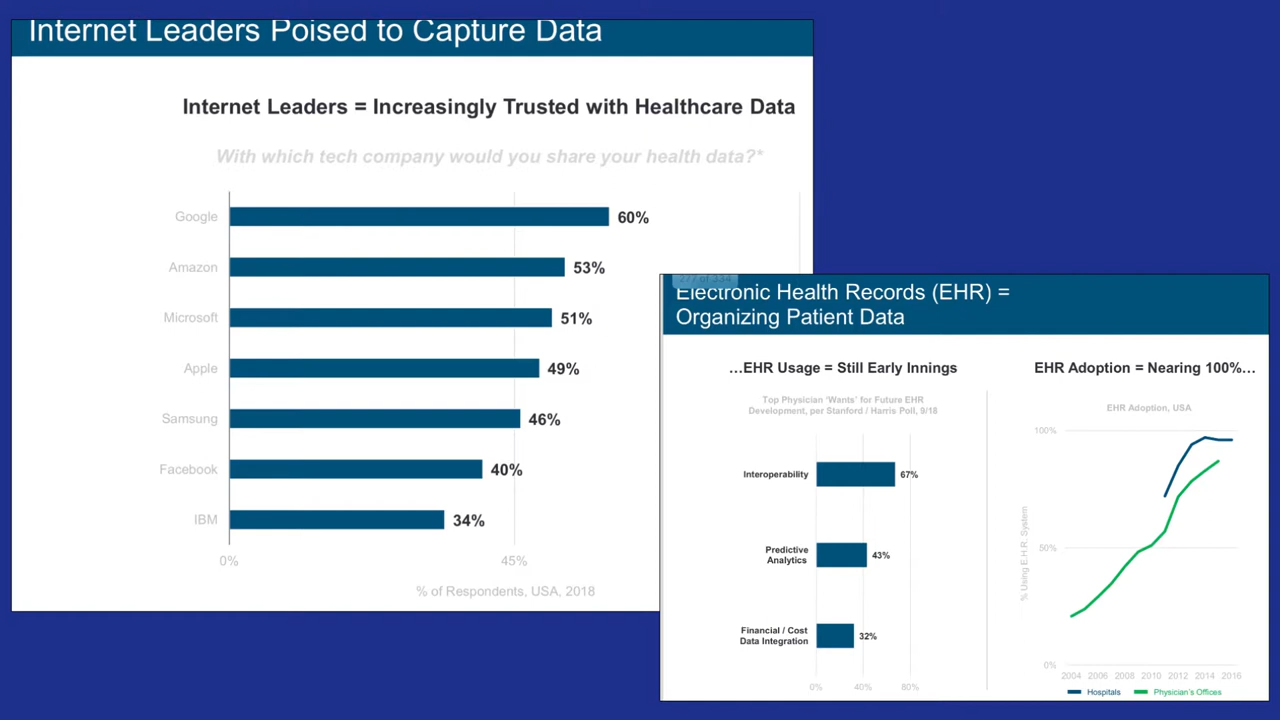 Internet Leaders Poised to Capture Data
Internet Leaders = Increasingly Trusted with Healthcare Data
With which tech company would you share your health data?*
Google 60%
Amazon 53%
Microsoft 51%
Apple 49%
Samsung 46%
Facebook 40%
IBM 34%
0% 45%
% of Respondents, USA, 2018
277 of 334
Electronic Health Records (EHR) =
Organizing Patient Data
…EHR Usage = Still Early Innings
Top Physician ‘Wants’ for Future EHR
Development, per Stanford / Harris Poll, 9/18
Interoperability 67%
Predictive
Analytics 43%
Financial / Cost
Data Integration 32%
0% 40% 80%
EHR Adoption = Nearing 100%…
EHR Adoption, USA
% Using E.H.R. System
100%
50%
0%
2004 2006 2008 2010 2012 2014 2016
Hospitals Physician's Offices